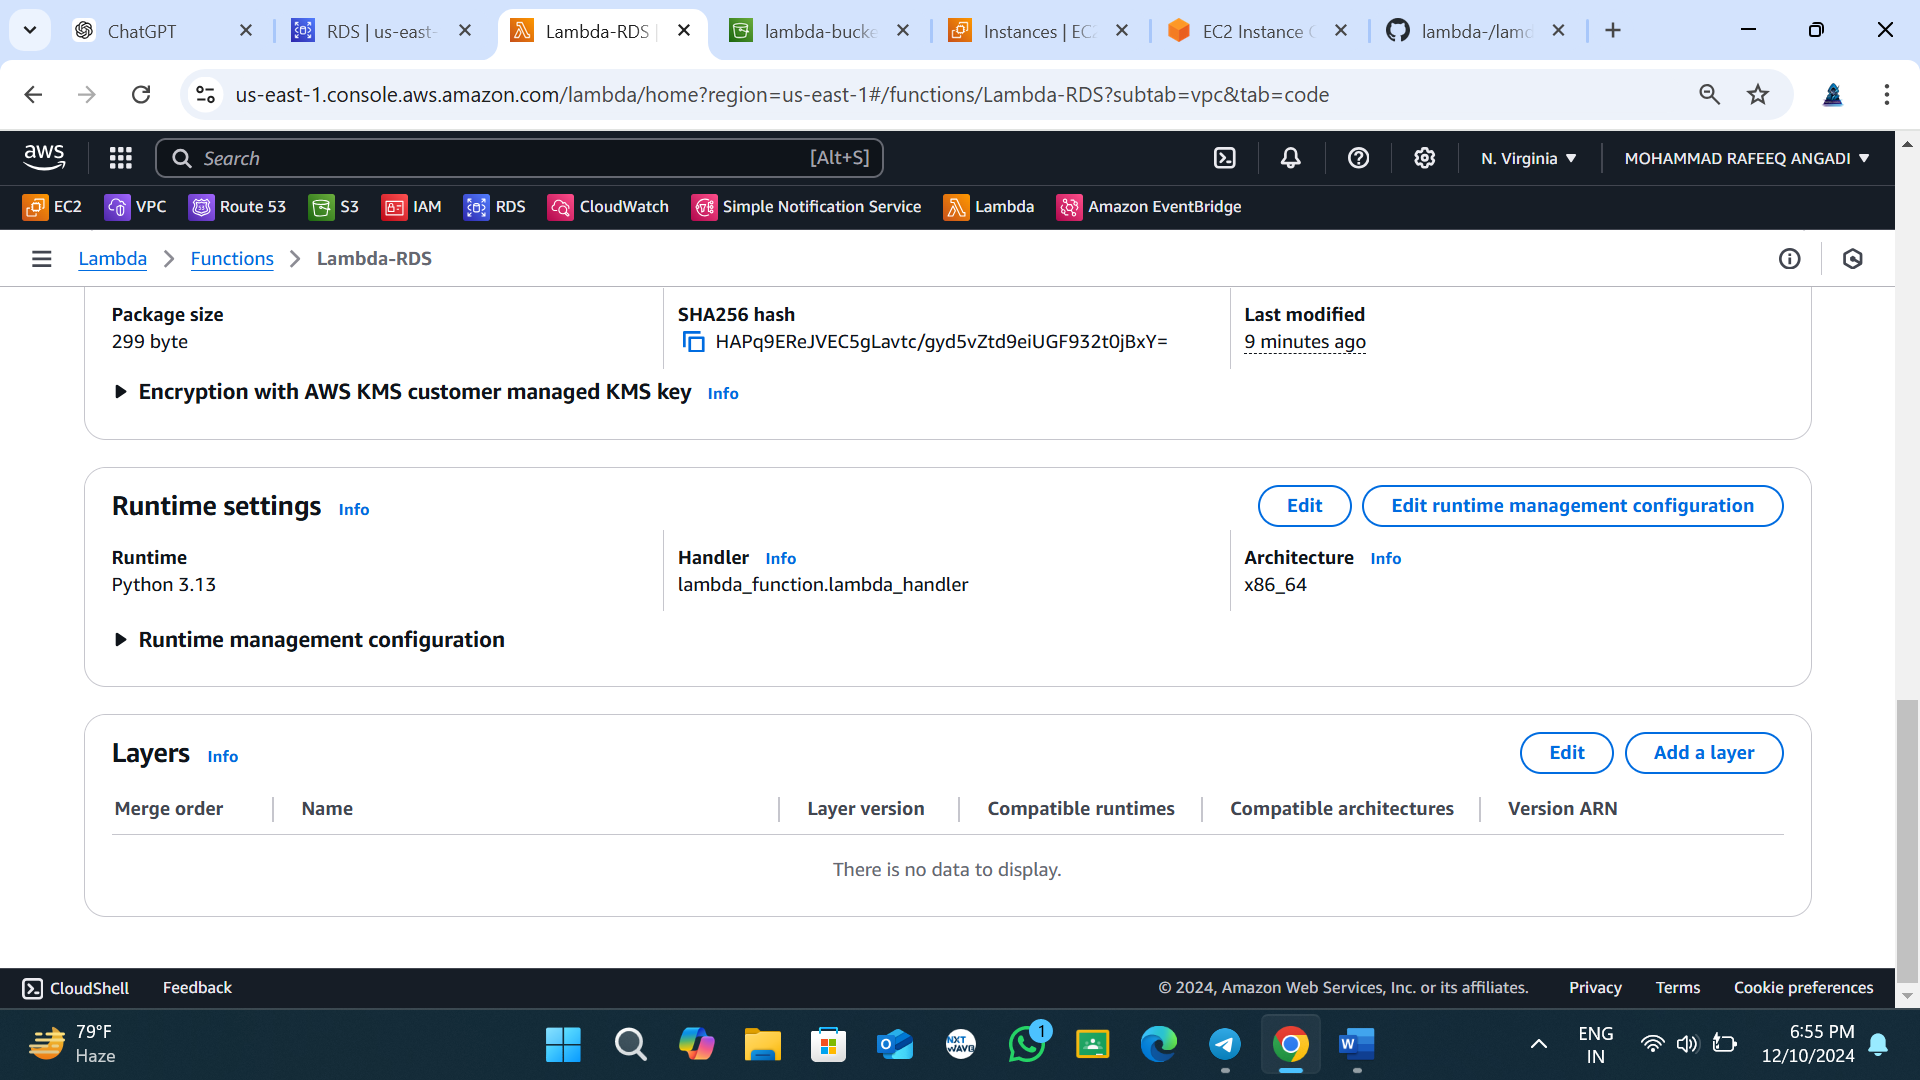 ChatGPT
RDS | us-east-
Lambda-RDS |
lambda-bucke
Instances | EC2
EC2 Instance C
lambda-/lamd
us-east-1.console.aws.amazon.com/lambda/home?region=us-east-1#/functions/Lambda-RDS?subtab=vpc&tab=code
aws
Search
[Alt+S]
N. Virginia ▼
MOHAMMAD RAFEEQ ANGADI ▼
EC2
VPC
Route 53
S3
IAM
RDS
CloudWatch
Simple Notification Service
Lambda
Amazon EventBridge
Lambda
Functions
Lambda-RDS
Package size
299 byte
SHA256 hash
HAPq9EReJVEC5gLavtc/gyd5vZtd9eiUGF932t0jBxY=
Last modified
9 minutes ago
Encryption with AWS KMS customer managed KMS key Info
Runtime settings Info
Edit
Edit runtime management configuration
Runtime
Python 3.13
Handler Info
lambda_function.lambda_handler
Architecture Info
x86_64
Runtime management configuration
Layers Info
Edit
Add a layer
Merge order
Name
Layer version
Compatible runtimes
Compatible architectures
Version ARN
There is no data to display.
CloudShell
Feedback
© 2024, Amazon Web Services, Inc. or its affiliates.
Privacy
Terms
Cookie preferences
79°F
Haze
NXT
WAVE
1
ENG
IN
6:55 PM
12/10/2024